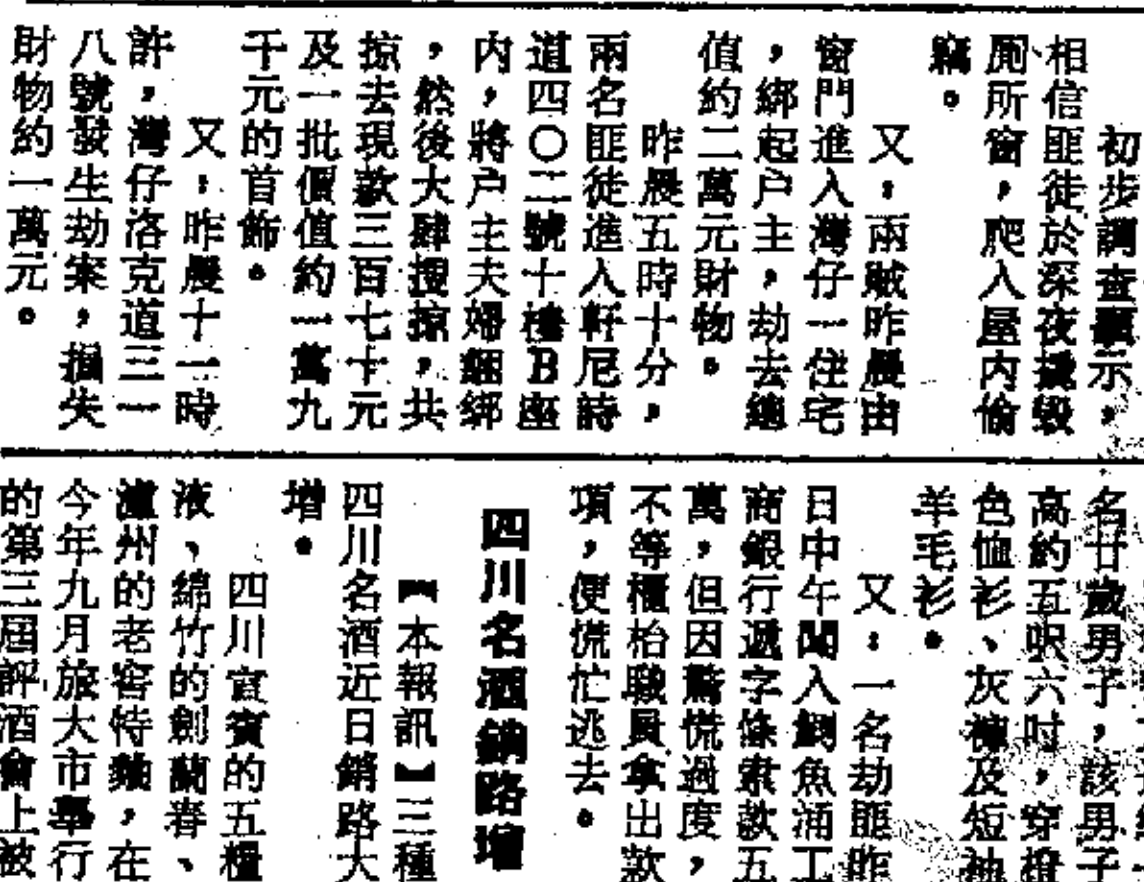 初步調查顯示，
相信匪徒於深夜撬毀
厠所窗，爬入屋内偷
竊。
又，兩賊昨晨由
窗門進入灣仔一住宅
，綁起户主，劫去總
值約二萬元財物。
昨晨五時十分，
兩名匪徒進入軒尼詩
道四〇二號十樓B座
内，將户主夫婦綑綁
，然後大肆搜掠，共
掠去現款三百七十元
及一批價值約一萬九
千元的首飾。
又：昨晨十一時
許，灣仔洛克道三一
八號發生劫案，損失
財物約一萬元。
名廿歲男子，該男子
高約五呎六吋，穿橙
色恤衫、灰褲及短袖
羊毛衫。
又：一名劫匪昨
日中午闖入鰂魚涌工
商銀行遞字條索款五
萬，但因驚慌過度，
不等櫃枱職員拿出款
項，便慌忙逃去。
四川名酒銷路增
【本報訊】三種
四川名酒近日銷路大
增。
四川宜賓的五糧
液、綿竹的劍蘭春、
瀘州的老窖特麯，在
今年九月旅大市舉行
的第三屆評酒會上被